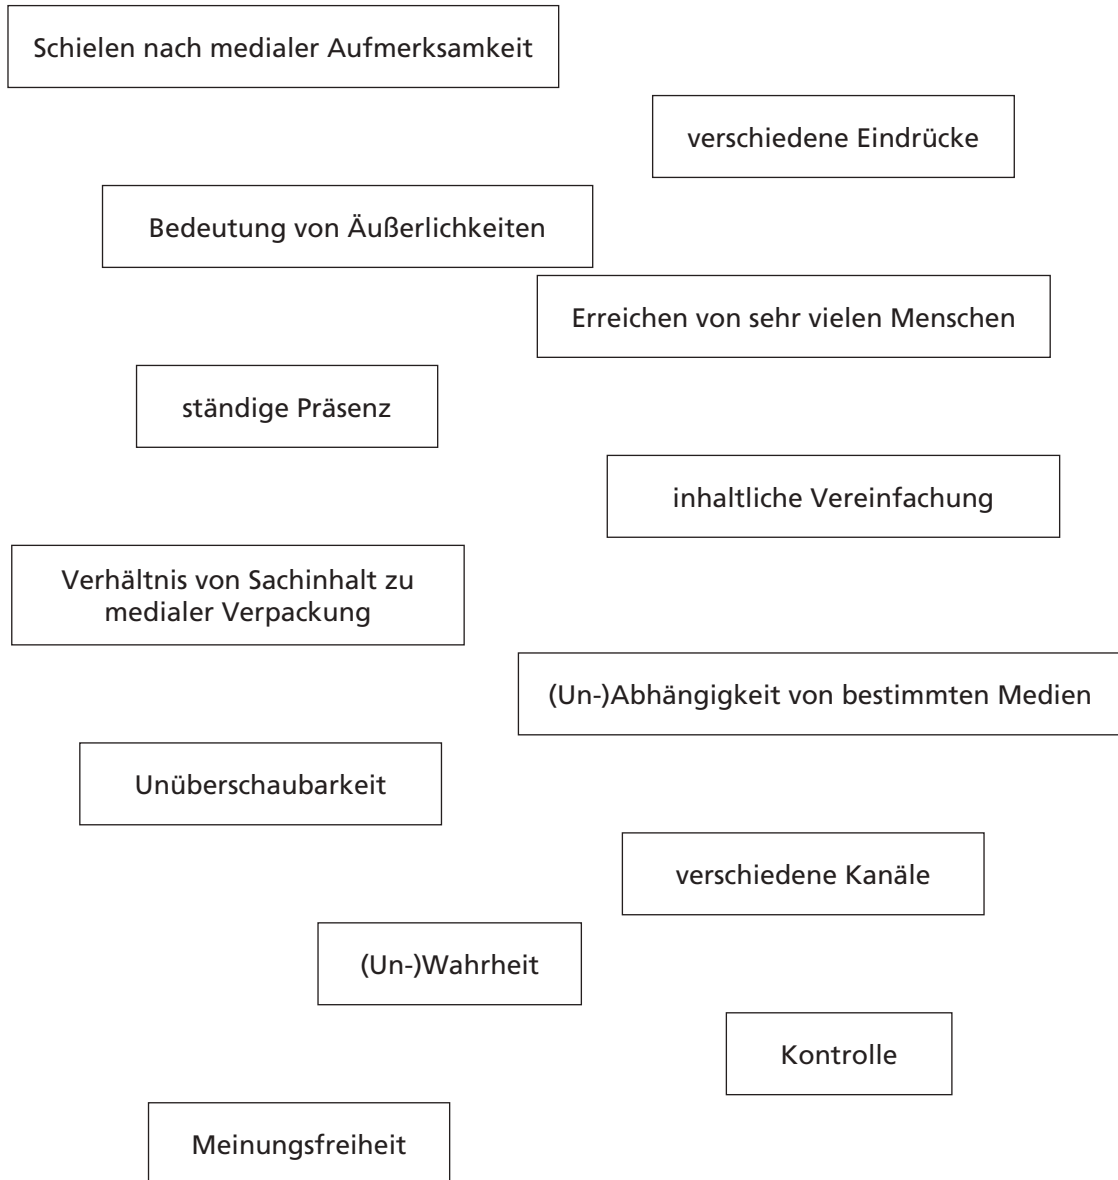 Schielen nach medialer Aufmerksamkeit
verschiedene Eindrücke
Bedeutung von Äußerlichkeiten
Erreichen von sehr vielen Menschen
ständige Präsenz
inhaltliche Vereinfachung
Verhältnis von Sachinhalt zu
medialer Verpackung
(Un-)Abhängigkeit von bestimmten Medien
Unüberschaubarkeit
verschiedene Kanäle
(Un-)Wahrheit
Kontrolle
Meinungsfreiheit